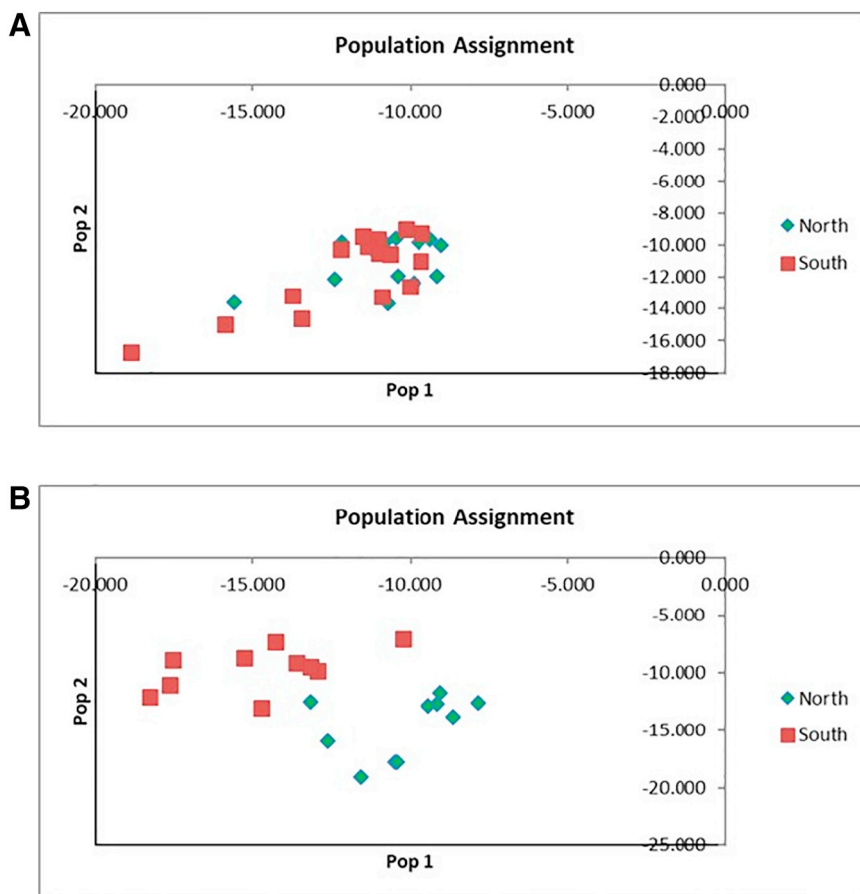 A
Population Assignment
0.000
-20.000 -15.000 -10.000 -5.000 -2.000 0.000
-4.000
-6.000
-8.000
Pop 2
North
-10.000
South
-12.000
-14.000
-16.000
-18.000
Pop 1
B
Population Assignment
0.000
-20.000 -15.000 -10.000 -5.000 0.000
-5.000
-10.000
Pop 2
North
-15.000
South
-20.000
-25.000
Pop 1